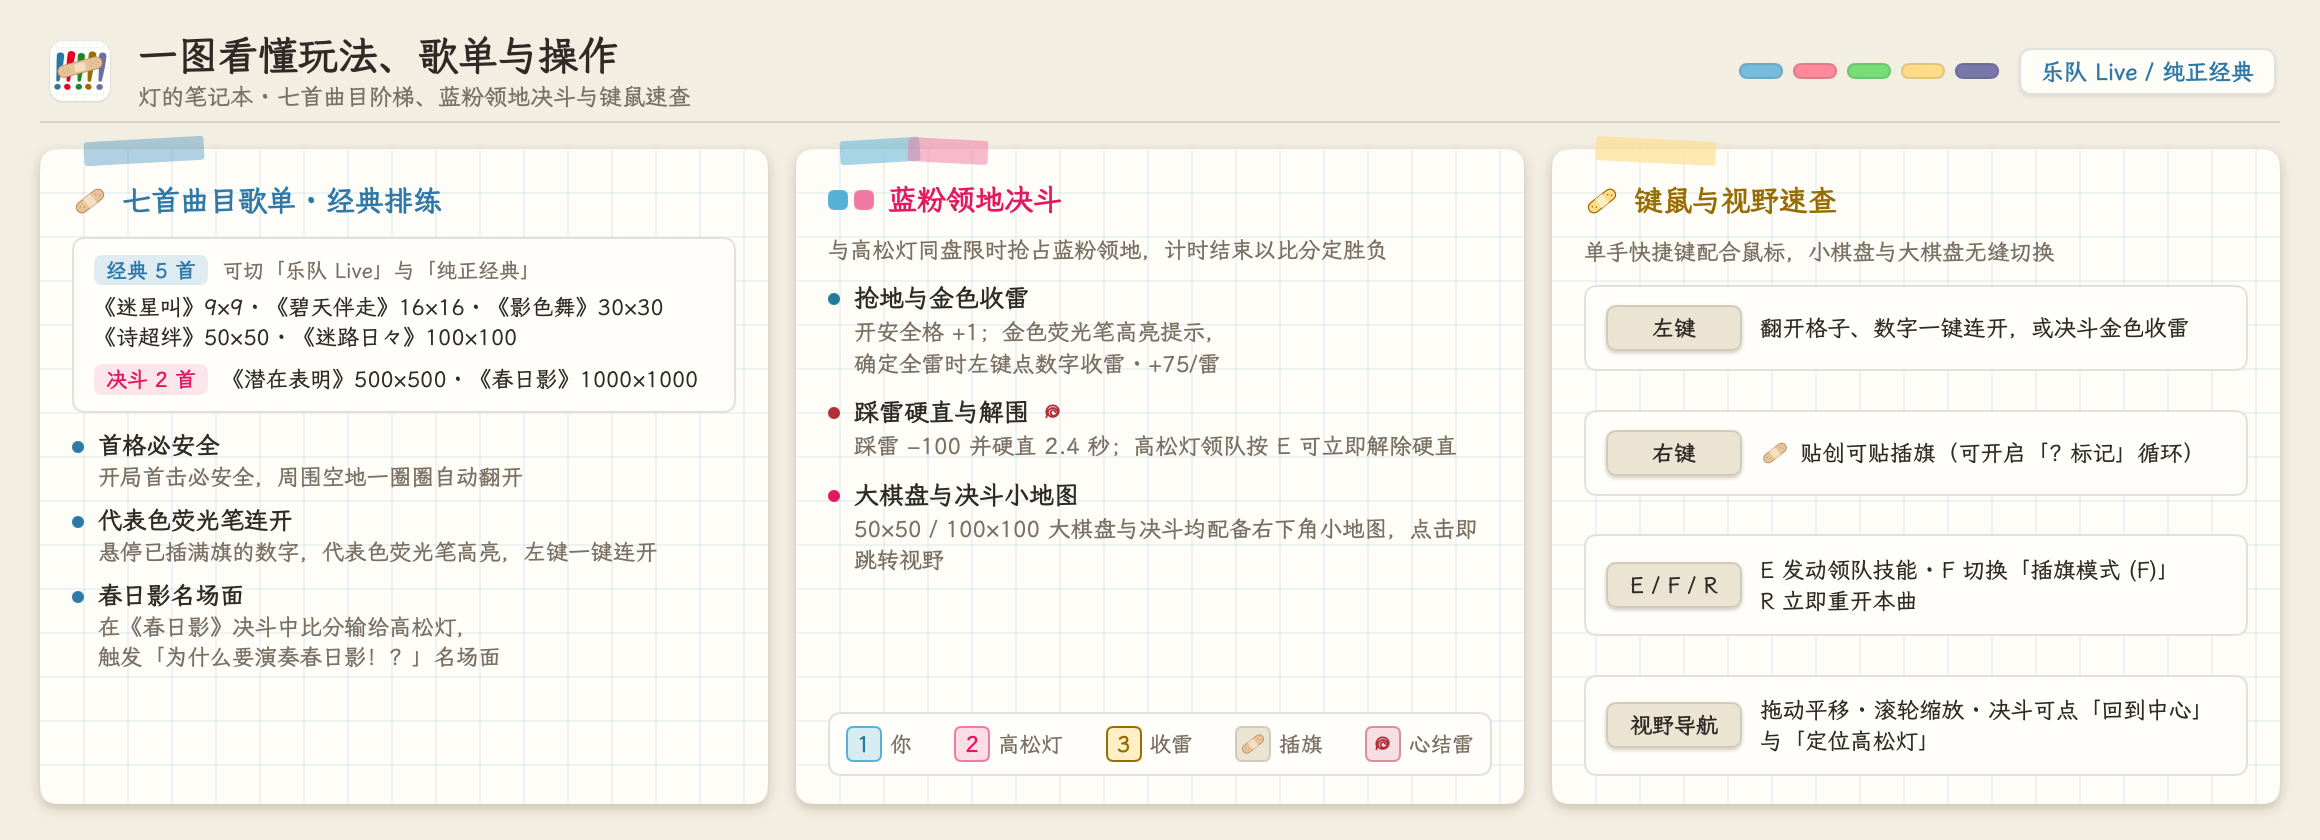 一图看懂玩法、歌单与操作
灯的笔记本・七首曲目阶梯、蓝粉领地决斗与键鼠速查
乐队 Live / 纯正经典
七首曲目歌单・经典排练
经典 5 首 可切「乐队 Live」与「纯正经典」
《迷星叫》9×9・《碧天伴走》16×16・《影色舞》30×30
《诗超绊》50×50・《迷路日々》100×100
决斗 2 首 《潜在表明》500×500・《春日影》1000×1000
首格必安全
开局首击必安全，周围空地一圈圈自动翻开
代表色荧光笔连开
悬停已插满旗的数字，代表色荧光笔高亮，左键一键连开
春日影名场面
在《春日影》决斗中比分输给高松灯，
触发「为什么要演奏春日影！？」名场面
蓝粉领地决斗
与高松灯同盘限时抢占蓝粉领地，计时结束以比分定胜负
抢地与金色收雷
开安全格 +1；金色荧光笔高亮提示，
确定全雷时左键点数字收雷・+75/雷
踩雷硬直与解围
踩雷 −100 并硬直 2.4 秒；高松灯领队按 E 可立即解除硬直
大棋盘与决斗小地图
50×50 / 100×100 大棋盘与决斗均配备右下角小地图，点击即
跳转视野
1 你 2 高松灯 3 收雷 插旗 心结雷
键鼠与视野速查
单手快捷键配合鼠标，小棋盘与大棋盘无缝切换
左键 翻开格子、数字一键连开，或决斗金色收雷
右键 贴创可贴插旗（可开启「? 标记」循环）
E / F / R E 发动领队技能・F 切换「插旗模式 (F)」
R 立即重开本曲
视野导航 拖动平移・滚轮缩放・决斗可点「回到中心」
与「定位高松灯」